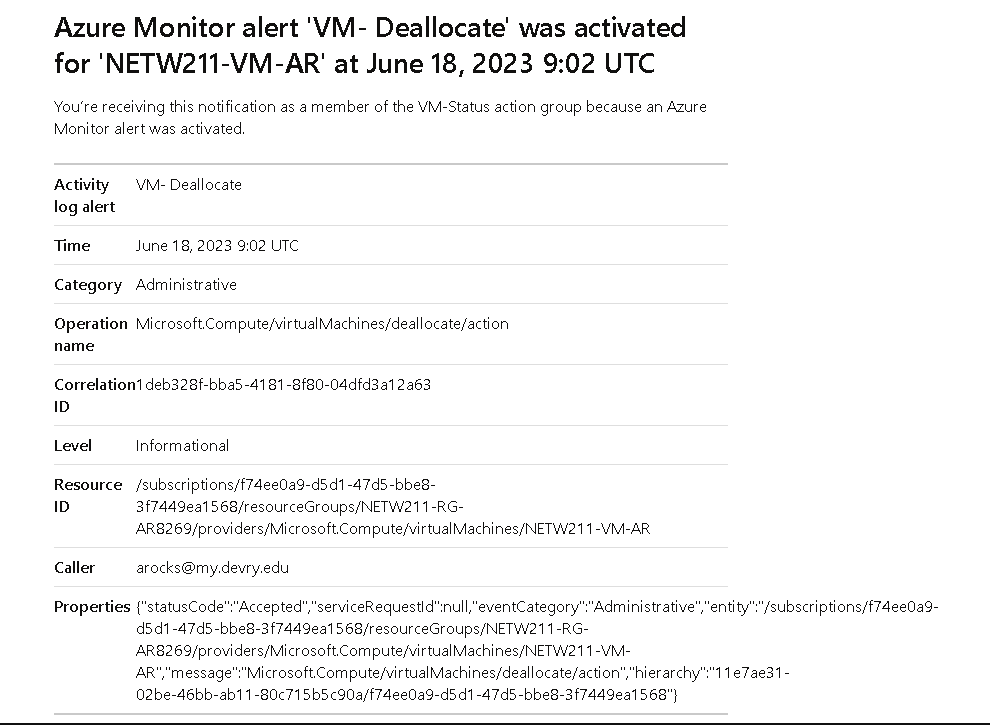 Azure Monitor alert 'VM- Deallocate' was activated
for 'NETW211-VM-AR' at June 18, 2023 9:02 UTC
You're receiving this notification as a member of the VM-Status action group because an Azure
Monitor alert was activated.
Activity log alert VM- Deallocate
Time June 18, 2023 9:02 UTC
Category Administrative
Operation name Microsoft.Compute/virtualMachines/deallocate/action
Correlation ID 1deb328f-bba5-4181-8f80-04dfd3a12a63
Level Informational
Resource ID /subscriptions/f74ee0a9-d5d1-47d5-bbe8-
3f7449ea1568/resourceGroups/NETW211-RG-
AR8269/providers/Microsoft.Compute/virtualMachines/NETW211-VM-AR
Caller arocks@my.devry.edu
Properties {"statusCode":"Accepted","serviceRequestId":null,"eventCategory":"Administrative","entity":"/subscriptions/f74ee0a9-
d5d1-47d5-bbe8-3f7449ea1568/resourceGroups/NETW211-RG-
AR8269/providers/Microsoft.Compute/virtualMachines/NETW211-VM-
AR","message":"Microsoft.Compute/virtualMachines/deallocate/action","hierarchy":"11e7ae31-
02be-46bb-ab11-80c715b5c90a/f74ee0a9-d5d1-47d5-bbe8-3f7449ea1568"}